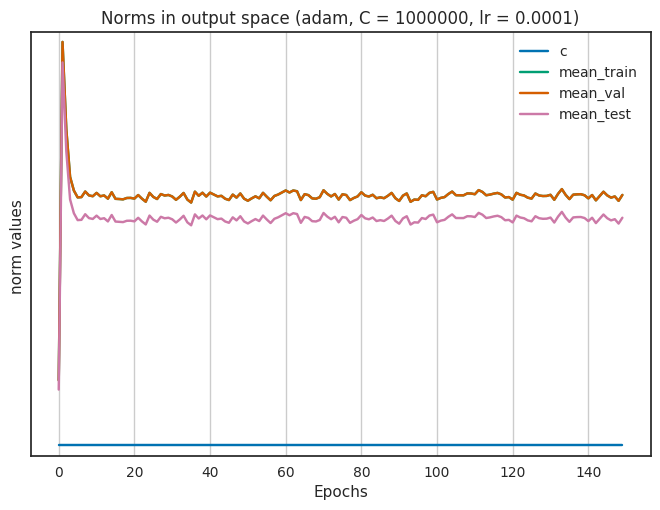 Norms in output space (adam, C = 1000000, lr = 0.0001)
c
mean_train
mean_val
mean_test
norm values
0 20 40 60 80 100 120 140
Epochs